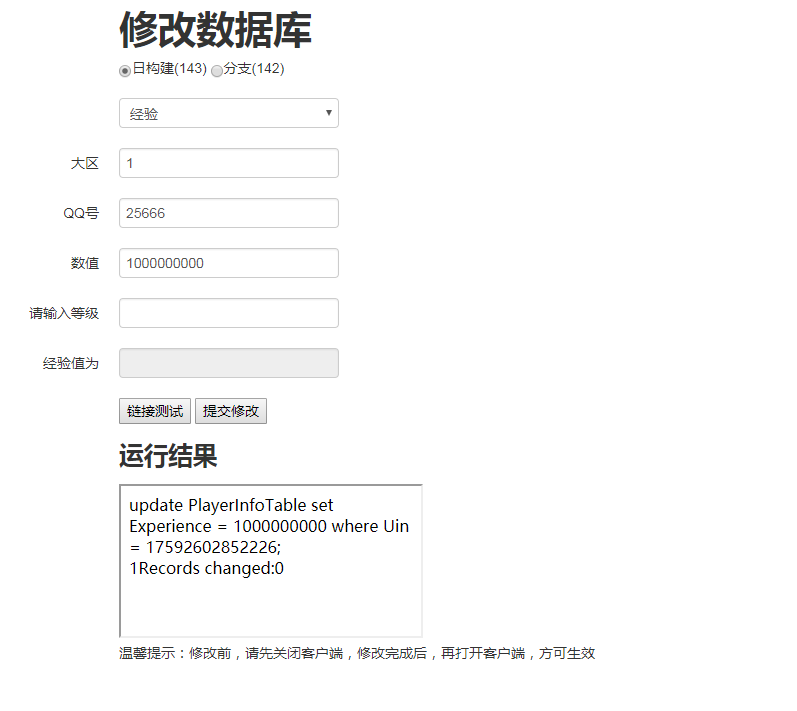 修改数据库
日构建(143) 分支(142)
经验
大区 1
QQ号 25666
数值 1000000000
请输入等级
经验值为
链接测试 提交修改
运行结果
update PlayerInfoTable set
Experience = 1000000000 where Uin
= 17592602852226;
1Records changed:0
温馨提示：修改前，请先关闭客户端，修改完成后，再打开客户端，方可生效